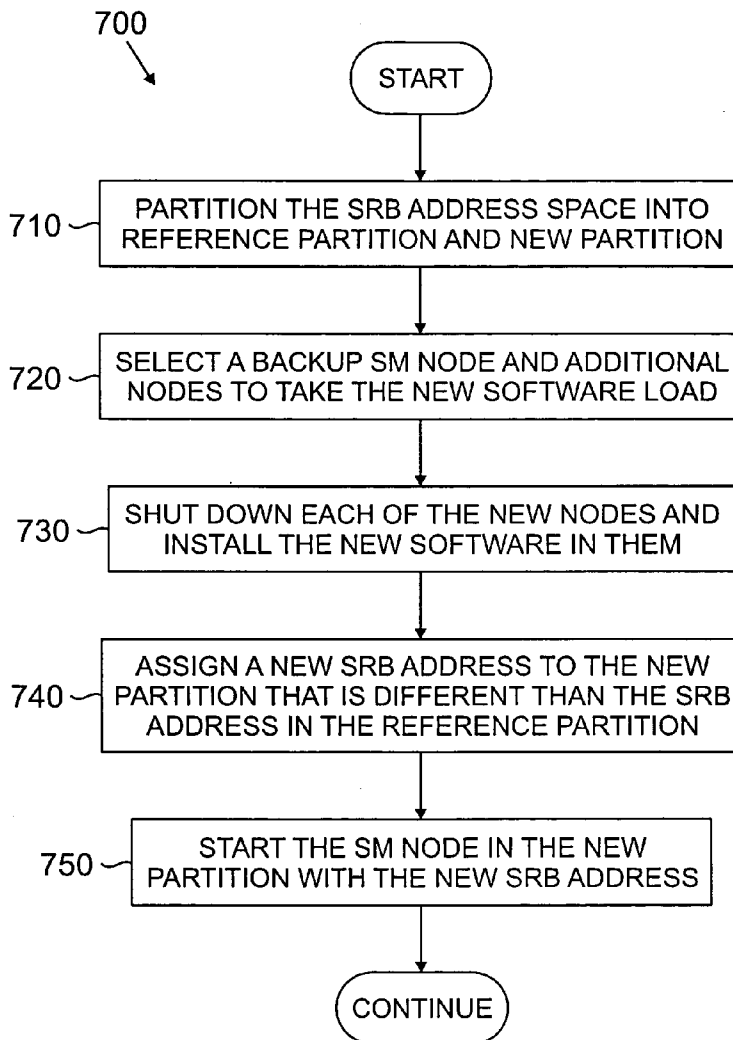 700
START
710
PARTITION THE SRB ADDRESS SPACE INTO
REFERENCE PARTITION AND NEW PARTITION
720
SELECT A BACKUP SM NODE AND ADDITIONAL
NODES TO TAKE THE NEW SOFTWARE LOAD
730
SHUT DOWN EACH OF THE NEW NODES AND
INSTALL THE NEW SOFTWARE IN THEM
740
ASSIGN A NEW SRB ADDRESS TO THE NEW
PARTITION THAT IS DIFFERENT THAN THE SRB
ADDRESS IN THE REFERENCE PARTITION
750
START THE SM NODE IN THE NEW
PARTITION WITH THE NEW SRB ADDRESS
CONTINUE